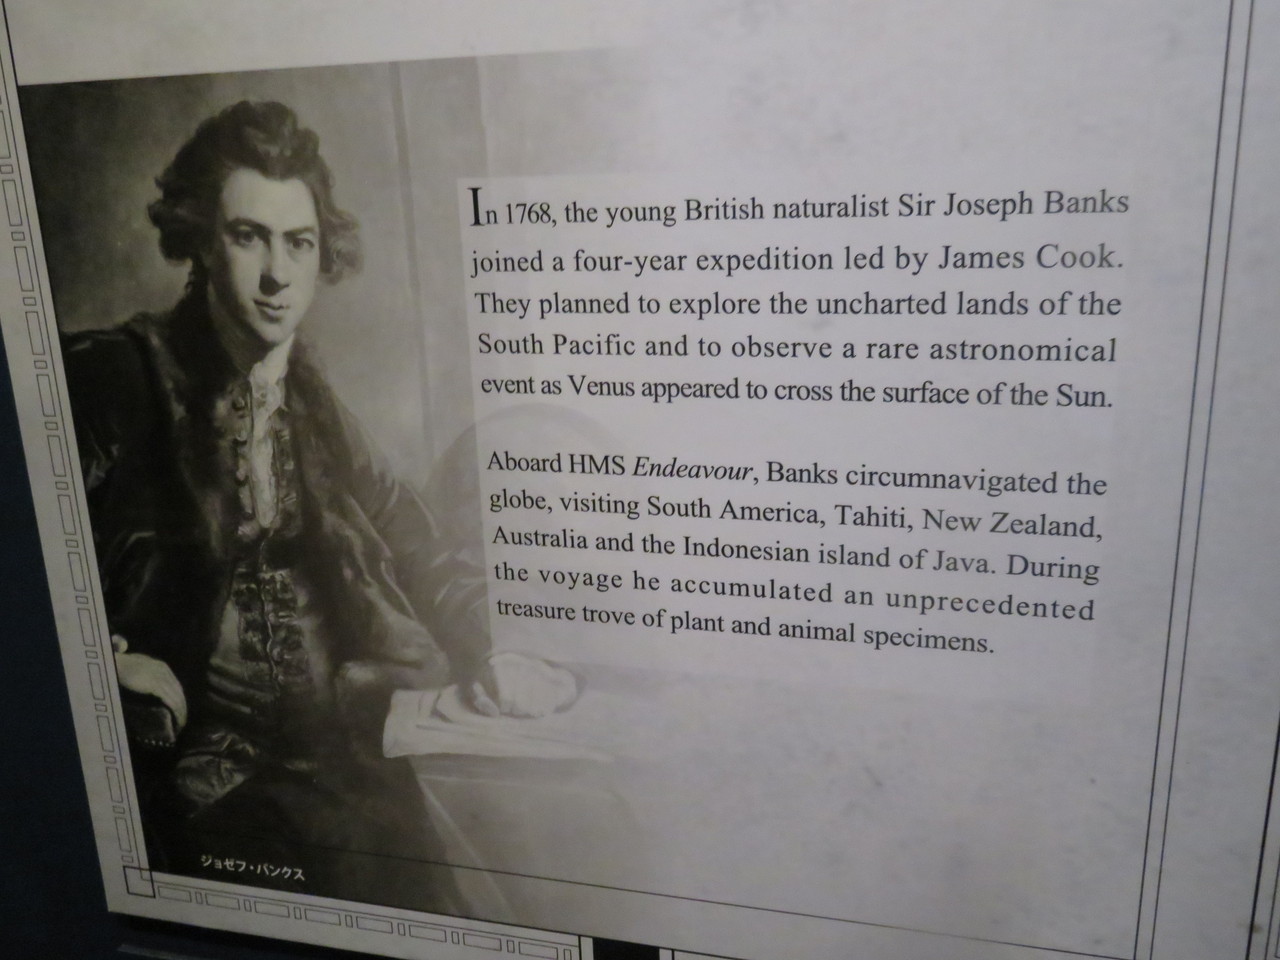 In 1768, the young British naturalist Sir Joseph Banks
joined a four-year expedition led by James Cook.
They planned to explore the uncharted lands of the
South Pacific and to observe a rare astronomical
event as Venus appeared to cross the surface of the Sun.
Aboard HMS Endeavour, Banks circumnavigated the
globe, visiting South America, Tahiti, New Zealand,
Australia and the Indonesian island of Java. During
the voyage he accumulated an unprecedented
treasure trove of plant and animal specimens.
ジョゼフ・バンクス